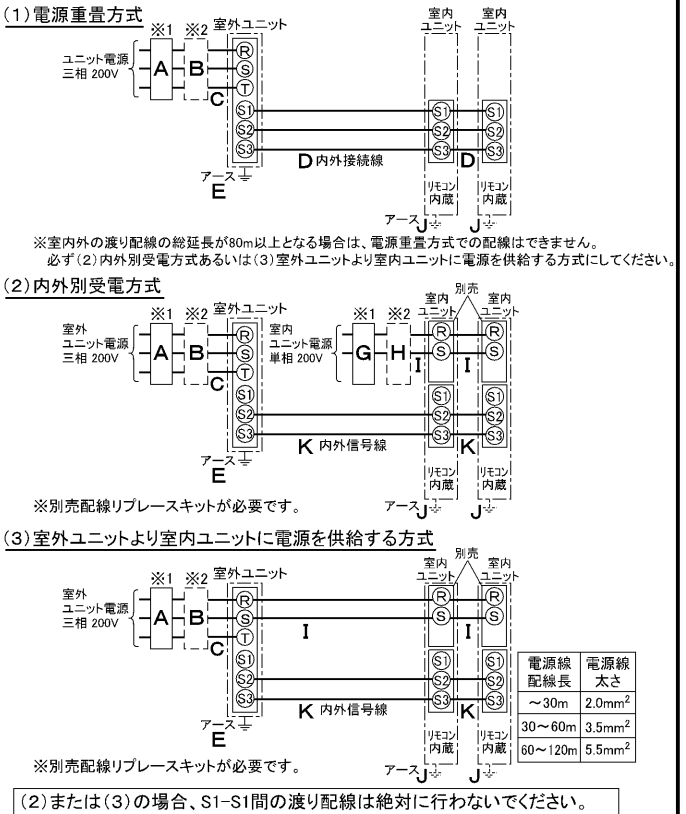 (1)電源重畳方式
※1 ※2 室外ユニット
室内ユニット 室内ユニット
ユニット電源
三相 200V
A B C
R
S
T
S1
S2
S3
S1 S1
S2 S2
S3 S3
D 内外接続線 D
アース
E
リモコン内蔵 リモコン内蔵
アース J J
※室内外の渡り配線の総延長が80m以上となる場合は、電源重畳方式での配線はできません。
必ず(2)内外別受電方式あるいは(3)室外ユニットより室内ユニットに電源を供給する方式にしてください。
(2)内外別受電方式
別売
※1 ※2 室外ユニット ※1 ※2 室内ユニット 室内ユニット
室外
ユニット電源
三相 200V
A B C
R
S
T
S1
S2
S3
室内
ユニット電源
単相 200V
G H I I
R R
S S
S1 S1
S2 S2
S3 S3
K 内外信号線 K
アース
E
リモコン内蔵 リモコン内蔵
アース J J
※別売配線リプレースキットが必要です。
(3)室外ユニットより室内ユニットに電源を供給する方式
別売
※1 ※2 室外ユニット 室内ユニット 室内ユニット
室外
ユニット電源
三相 200V
A B C
R
S
T
S1
S2
S3
I I
R R
S S
S1 S1
S2 S2
S3 S3
K 内外信号線 K
アース
E
リモコン内蔵 リモコン内蔵
アース J J
電源線配線長 電源線太さ
～30m 2.0mm²
30～60m 3.5mm²
60～120m 5.5mm²
※別売配線リプレースキットが必要です。
(2)または(3)の場合、S1-S1間の渡り配線は絶対に行わないでください。